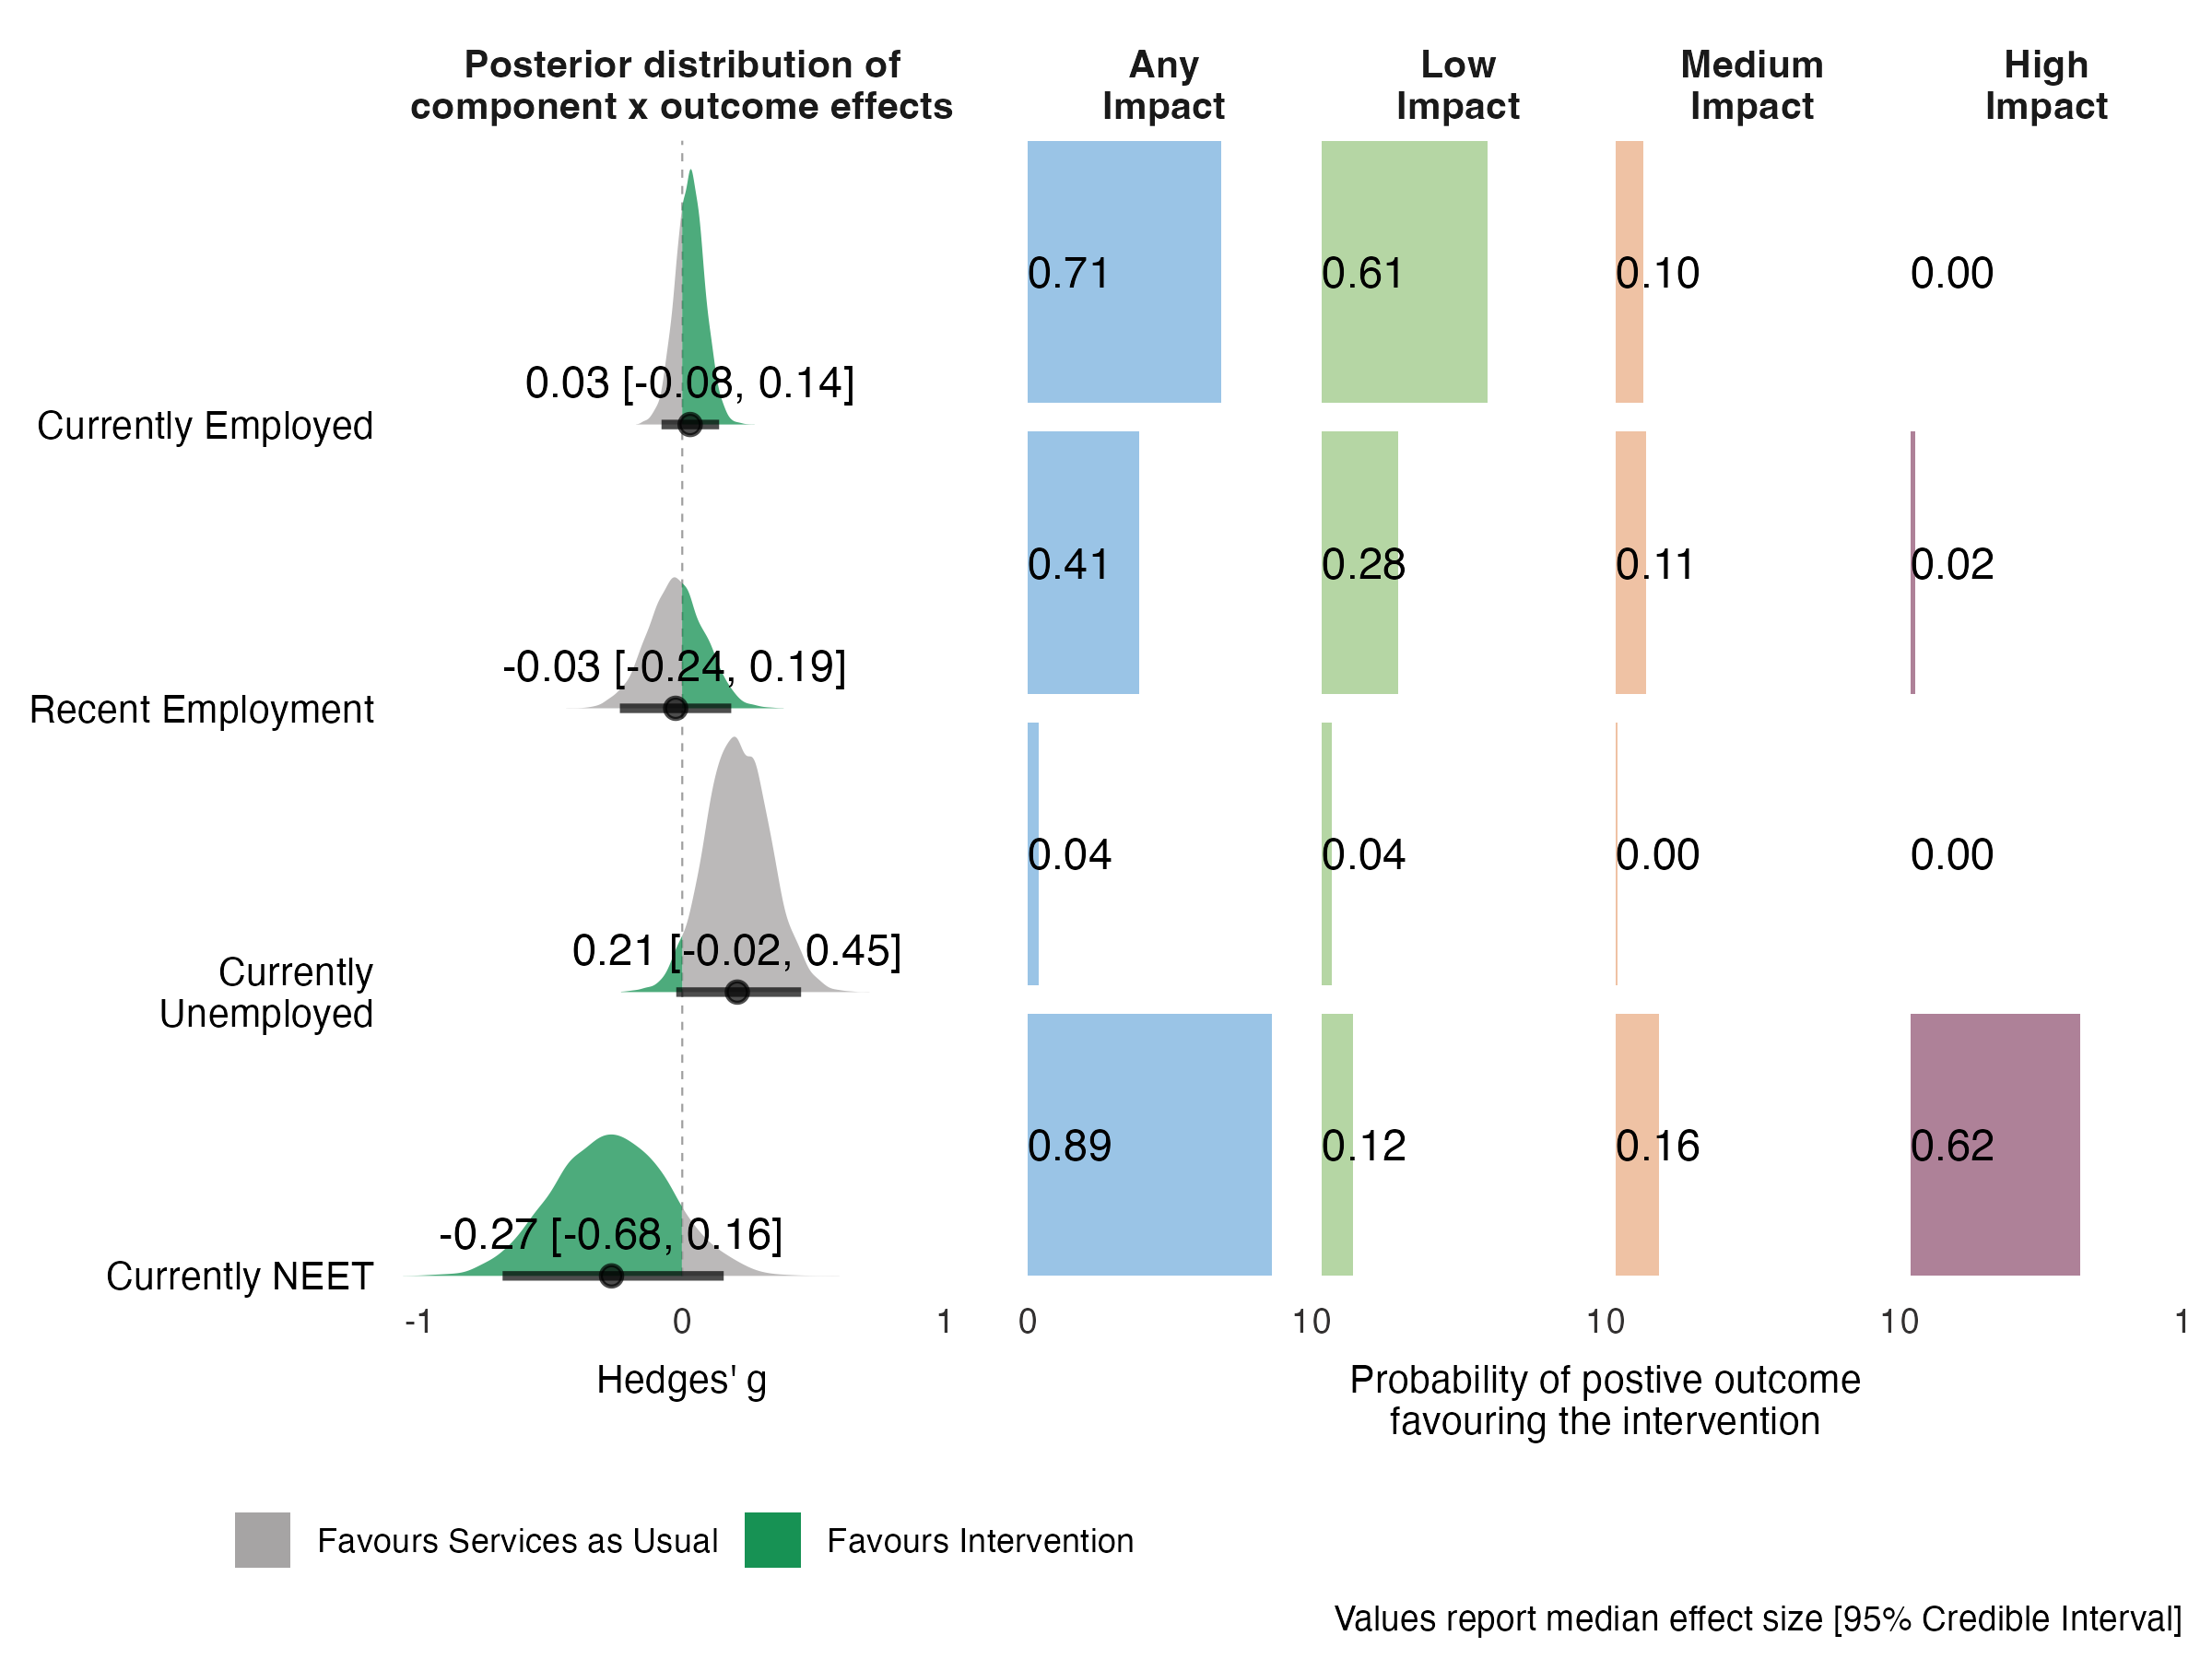 Posterior distribution of
component x outcome effects
Any
Impact
Low
Impact
Medium
Impact
High
Impact
Currently Employed
0.03 [-0.08, 0.14]
0.71
0.61
0.10
0.00
Recent Employment
-0.03 [-0.24, 0.19]
0.41
0.28
0.11
0.02
Currently
Unemployed
0.21 [-0.02, 0.45]
0.04
0.04
0.00
0.00
Currently NEET
-0.27 [-0.68, 0.16]
0.89
0.12
0.16
0.62
-1 0 1
0 10 10 10 1
Hedges' g
Probability of postive outcome
favouring the intervention
Favours Services as Usual
Favours Intervention
Values report median effect size [95% Credible Interval]